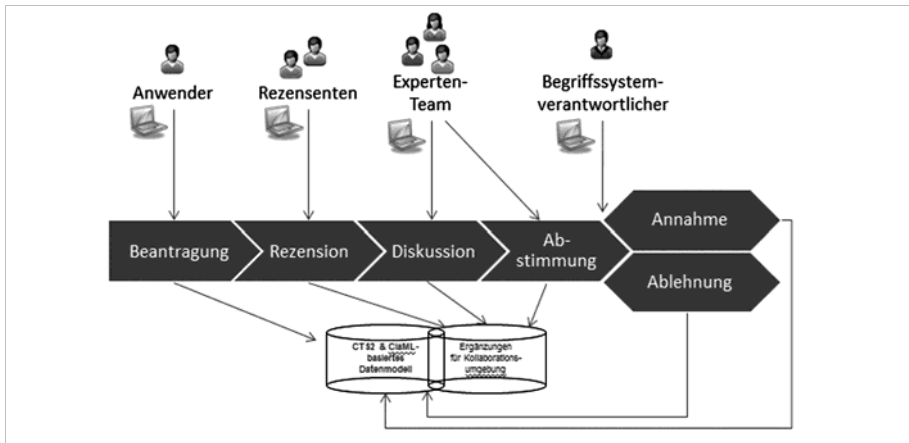 Anwender
Rezensenten
Experten-
Team
Begriffssystem-
verantwortlicher
Beantragung
Rezension
Diskussion
Ab-
stimmung
Annahme
Ablehnung
CTS2 & ClaML-
basiertes
Datenmodell
Ergänzungen
für Kollaborations-
umgebung